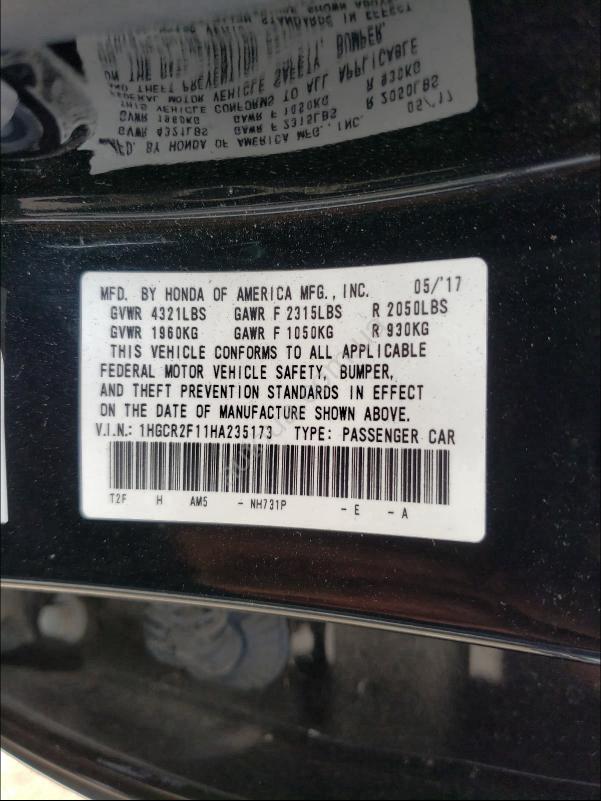 MFD. BY HONDA OF AMERICA MFG., INC. 05/'17
GVWR 4321LBS GAWR F 2315LBS R 2050LBS
GVWR 1960KG GAWR F 1050KG R 930KG
THIS VEHICLE CONFORMS TO ALL APPLICABLE
FEDERAL MOTOR VEHICLE SAFETY, BUMPER,
AND THEFT PREVENTION STANDARDS IN EFFECT
ON THE DATE OF MANUFACTURE SHOWN ABOVE.
V.I.N.: 1HGCR2F11HA235173 TYPE: PASSENGER CAR
T2F H AM5 - NH731P - E - A